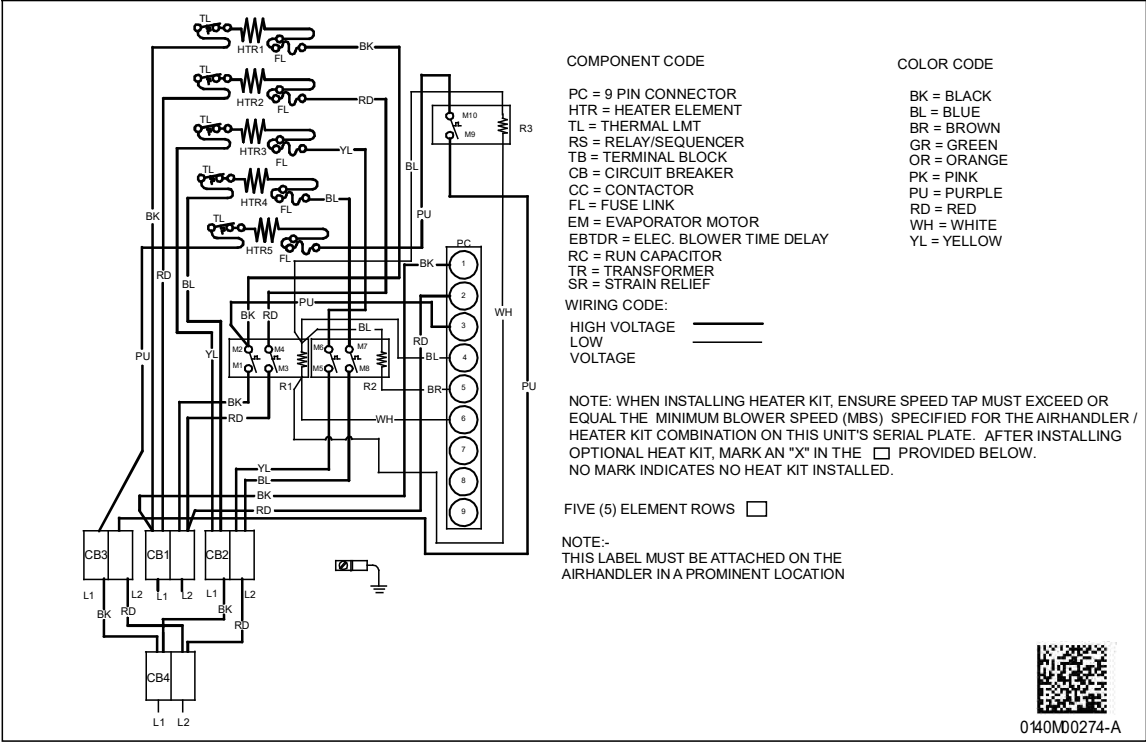 TL
HTR1
FL
BK
TL
HTR2
FL
RD
TL
HTR3
FL
YL
TL
HTR4
FL
BL
TL
HTR5
FL
BK
RD
BL
PU
YL
BL
PU
M10
M9
R3
WH
PU
PC
1
2
3
4
5
6
7
8
9
BK
PU
BK
RD
BL
BL
BR
WH
RD
M2
M4
M1
M3
R1
M6
M7
M5
M8
R2
BK
RD
YL
BL
BK
RD
CB3
CB1
CB2
L1
L2
L1
L2
L1
L2
BK
RD
BK
RD
CB4
L1
L2
COMPONENT CODE
PC = 9 PIN CONNECTOR
HTR = HEATER ELEMENT
TL = THERMAL LMT
RS = RELAY/SEQUENCER
TB = TERMINAL BLOCK
CB = CIRCUIT BREAKER
CC = CONTACTOR
FL = FUSE LINK
EM = EVAPORATOR MOTOR
EBTDR = ELEC. BLOWER TIME DELAY
RC = RUN CAPACITOR
TR = TRANSFORMER
SR = STRAIN RELIEF
COLOR CODE
BK = BLACK
BL = BLUE
BR = BROWN
GR = GREEN
OR = ORANGE
PK = PINK
PU = PURPLE
RD = RED
WH = WHITE
YL = YELLOW
WIRING CODE:
HIGH VOLTAGE
LOW
VOLTAGE
NOTE: WHEN INSTALLING HEATER KIT, ENSURE SPEED TAP MUST EXCEED OR
EQUAL THE MINIMUM BLOWER SPEED (MBS) SPECIFIED FOR THE AIRHANDLER /
HEATER KIT COMBINATION ON THIS UNIT'S SERIAL PLATE. AFTER INSTALLING
OPTIONAL HEAT KIT, MARK AN "X" IN THE PROVIDED BELOW.
NO MARK INDICATES NO HEAT KIT INSTALLED.
FIVE (5) ELEMENT ROWS
NOTE:-
THIS LABEL MUST BE ATTACHED ON THE
AIRHANDLER IN A PROMINENT LOCATION
0140M00274-A